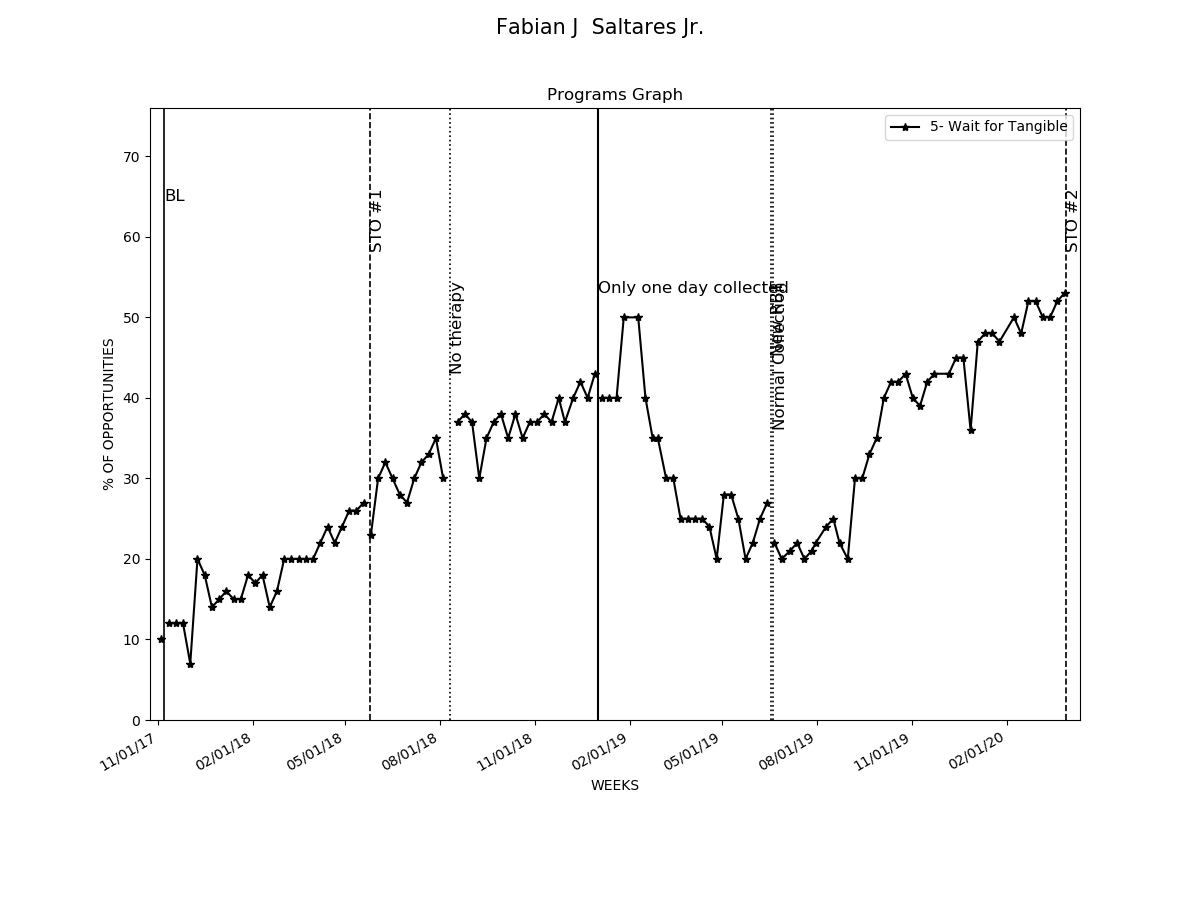 Fabian J  Saltares Jr.
Programs Graph
5- Wait for Tangible
BL
STO #1
No therapy
Only one day collected
Normal Collection
STO #2
% OF OPPORTUNITIES
70
60
50
40
30
20
10
0
11/01/17
02/01/18
05/01/18
08/01/18
11/01/18
02/01/19
05/01/19
08/01/19
11/01/19
02/01/20
WEEKS